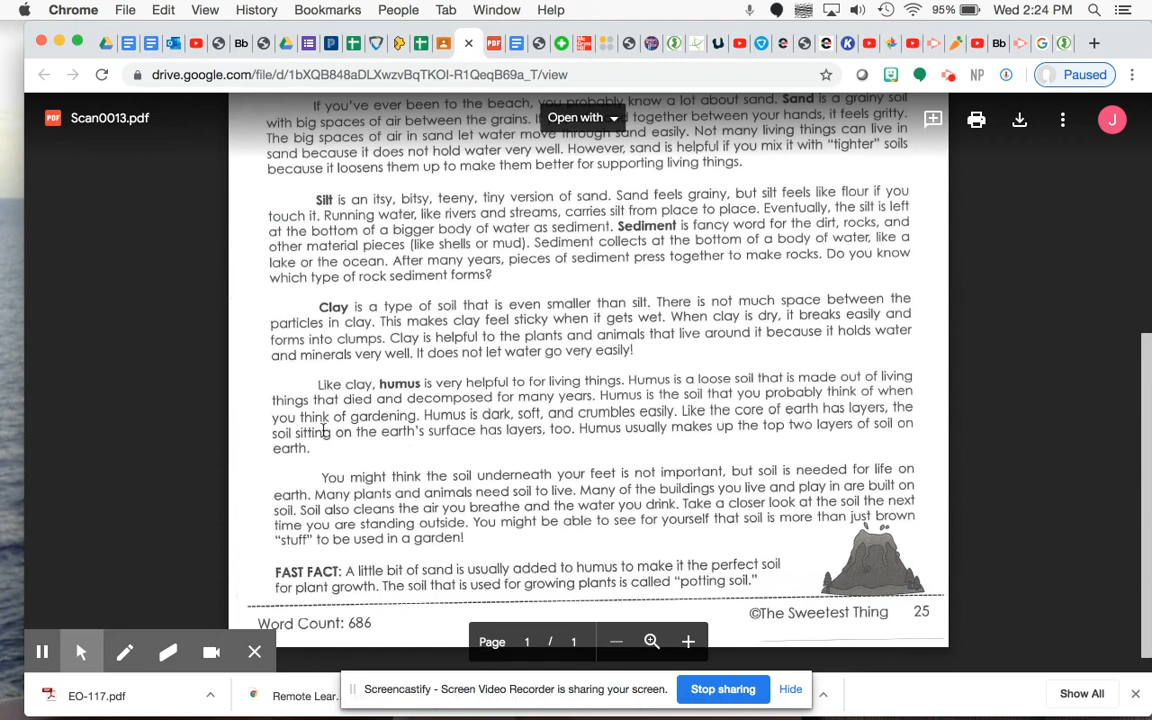 Chrome File Edit View History Bookmarks People Tab Window Help 95% Wed 2:24 PM
drive.google.com/file/d/1bXQB848aDLXwzvBqTKOI-R1QeqB69a_T/view NP Paused
PDF Scan0013.pdf Open with J
If you've ever been to the beach, you probably know a lot about sand. Sand is a grainy soil
with big spaces of air between the grains. together between your hands, it feels gritty.
The big spaces of air in sand let water move through sand easily. Not many living things can live in
sand because it does not hold water very well. However, sand is helpful if you mix it with "tighter" soils
because it loosens them up to make them better for supporting living things.
Silt is an itsy, bitsy, teeny, tiny version of sand. Sand feels grainy, but silt feels like flour if you
touch it. Running water, like rivers and streams, carries silt from place to place. Eventually, the silt is left
at the bottom of a bigger body of water as sediment. Sediment is fancy word for the dirt, rocks, and
other material pieces (like shells or mud). Sediment collects at the bottom of a body of water, like a
lake or the ocean. After many years, pieces of sediment press together to make rocks. Do you know
which type of rock sediment forms?
Clay is a type of soil that is even smaller than silt. There is not much space between the
particles in clay. This makes clay feel sticky when it gets wet. When clay is dry, it breaks easily and
forms into clumps. Clay is helpful to the plants and animals that live around it because it holds water
and minerals very well. It does not let water go very easily!
Like clay, humus is very helpful to for living things. Humus is a loose soil that is made out of living
things that died and decomposed for many years. Humus is the soil that you probably think of when
you think of gardening. Humus is dark, soft, and crumbles easily. Like the core of earth has layers, the
soil sitting on the earth's surface has layers, too. Humus usually makes up the top two layers of soil on
earth.
You might think the soil underneath your feet is not important, but soil is needed for life on
earth. Many plants and animals need soil to live. Many of the buildings you live and play in are built on
soil. Soil also cleans the air you breathe and the water you drink. Take a closer look at the soil the next
time you are standing outside. You might be able to see for yourself that soil is more than just brown
"stuff" to be used in a garden!
FAST FACT: A little bit of sand is usually added to humus to make it the perfect soil
for plant growth. The soil that is used for growing plants is called "potting soil."
Word Count: 686 ©The Sweetest Thing 25
Page 1 / 1
EO-117.pdf Remote Lear. Screencastify - Screen Video Recorder is sharing your screen. Stop sharing Hide Show All